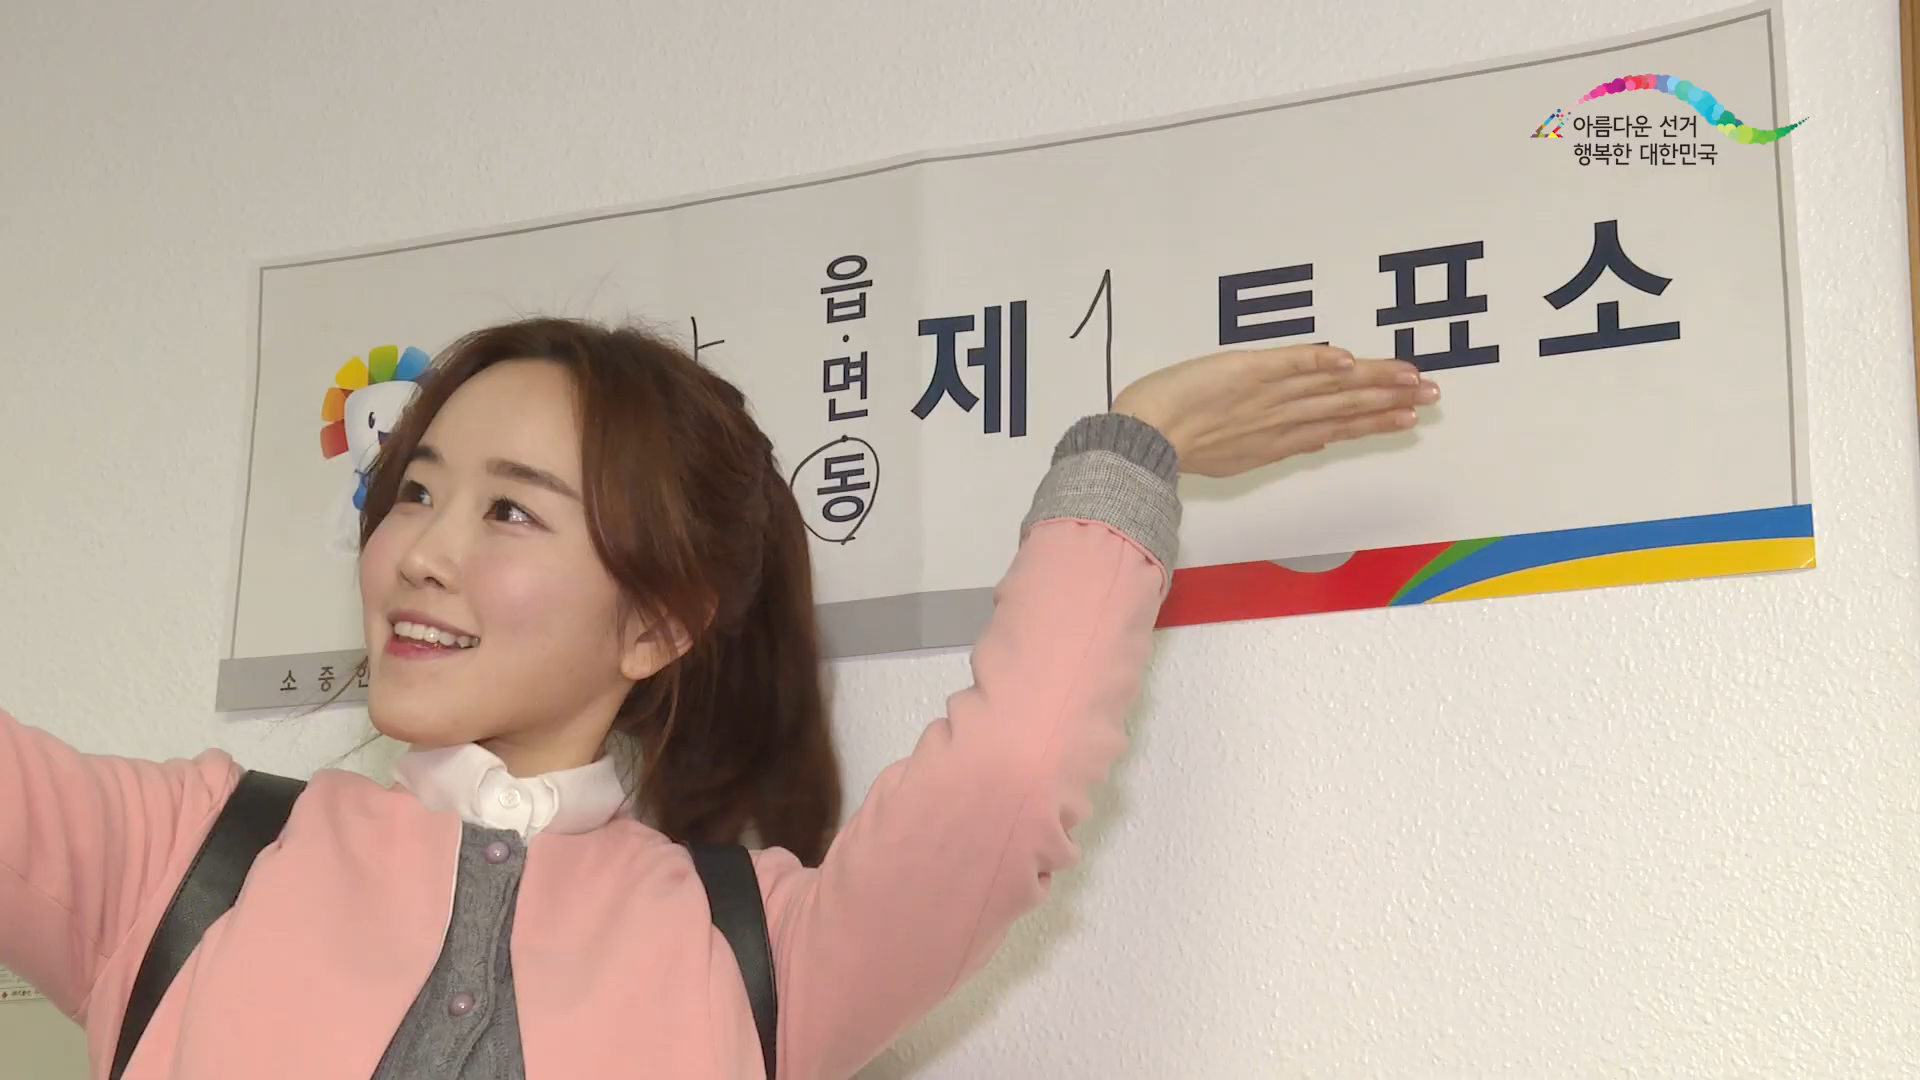 아름다운 선거
행복한 대한민국
읍·면
동
제 1 투표소
소중한